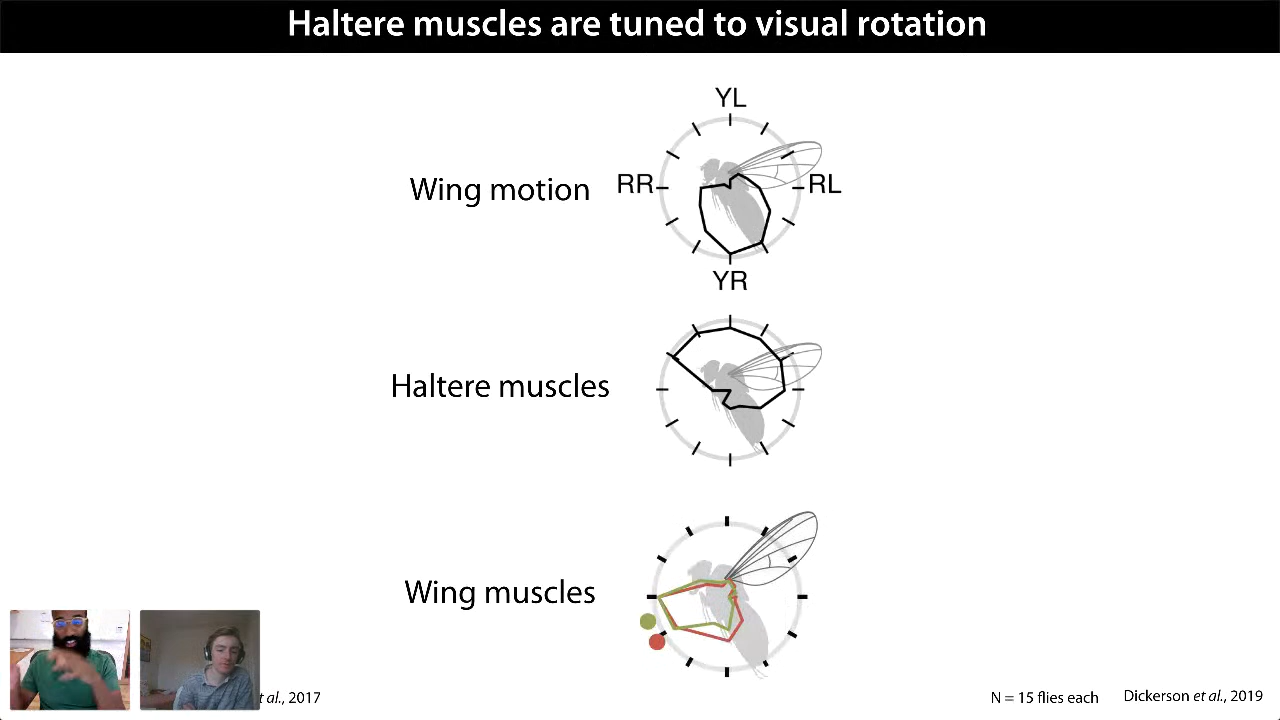 Haltere muscles are tuned to visual rotation
YL
Wing motion
RR
RL
YR
Haltere muscles
Wing muscles
t al., 2017
N = 15 flies each
Dickerson et al., 2019